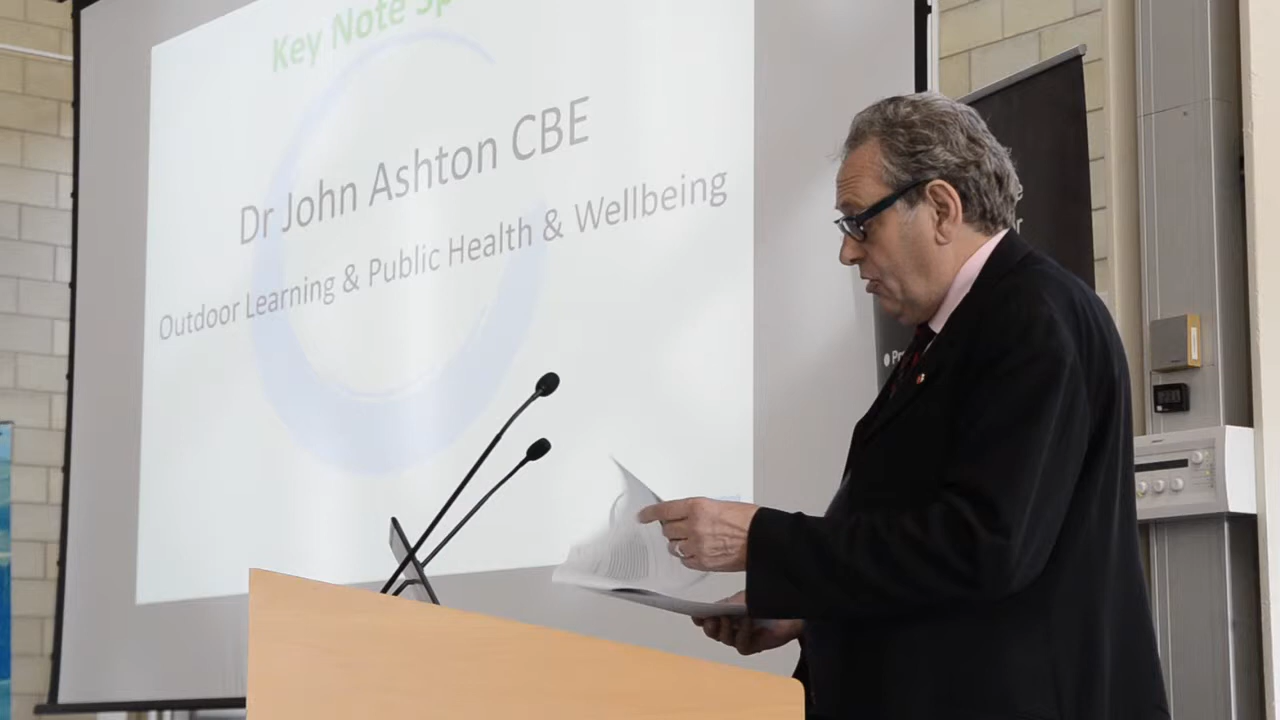 Key Note
Dr John Ashton CBE
Outdoor Learning & Public Health & Wellbeing